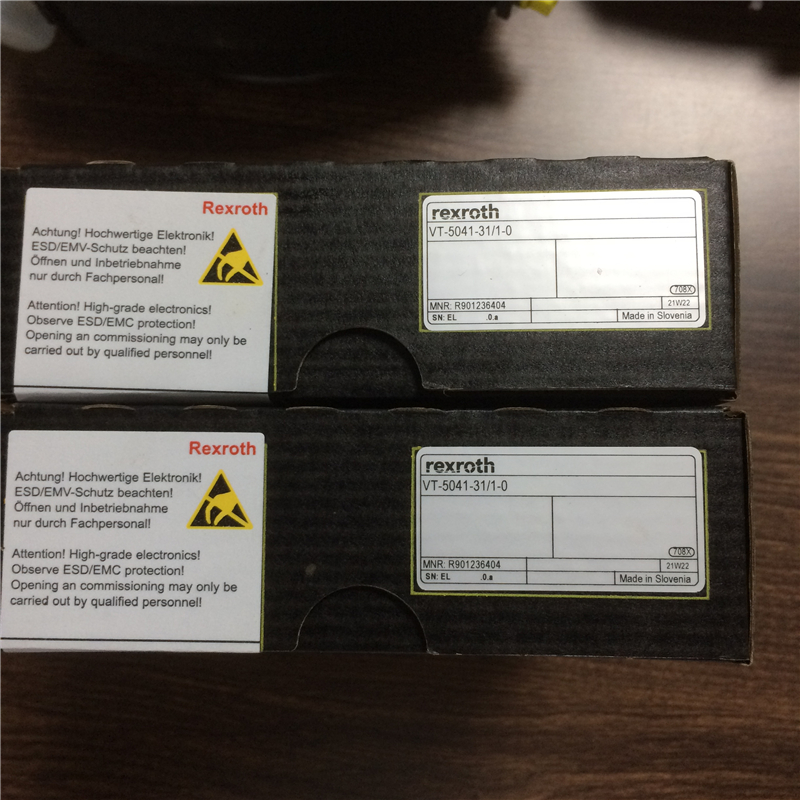 Rexroth
Achtung! Hochwertige Elektronik!
ESD/EMV-Schutz beachten!
Öffnen und Inbetriebnahme
nur durch Fachpersonal!
Attention! High-grade electronics!
Observe ESD/EMC protection!
Opening an commissioning may only be
carried out by qualified personnel!
rexroth
VT-5041-31/1-0
708X
MNR: R901236404
21W22
SN: EL .0.a
Made in Slovenia
Rexroth
Achtung! Hochwertige Elektronik!
ESD/EMV-Schutz beachten!
Öffnen und Inbetriebnahme
nur durch Fachpersonal!
Attention! High-grade electronics!
Observe ESD/EMC protection!
Opening an commissioning may only be
carried out by qualified personnel!
rexroth
VT-5041-31/1-0
708X
MNR: R901236404
21W22
SN: EL .0.a
Made in Slovenia